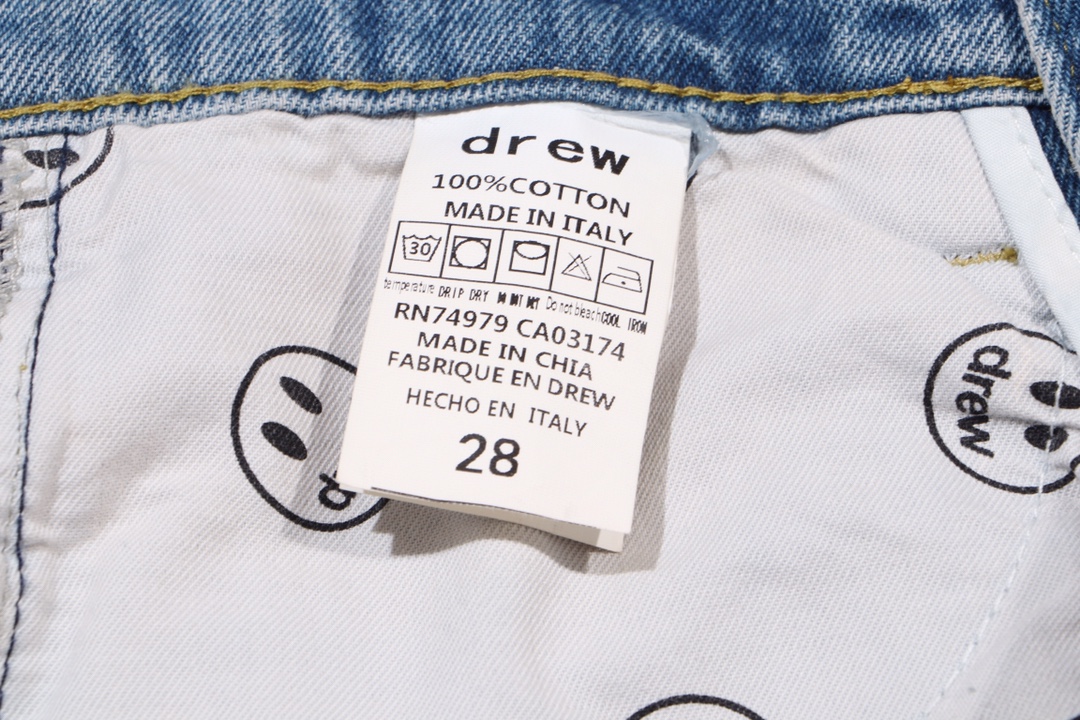 drew
100%COTTON
MADE IN ITALY
30
temperature DRIP DRY Do not bleach COOL IRON
RN74979 CA03174
MADE IN CHIA
FABRIQUE EN DREW
HECHO EN ITALY
28
drew